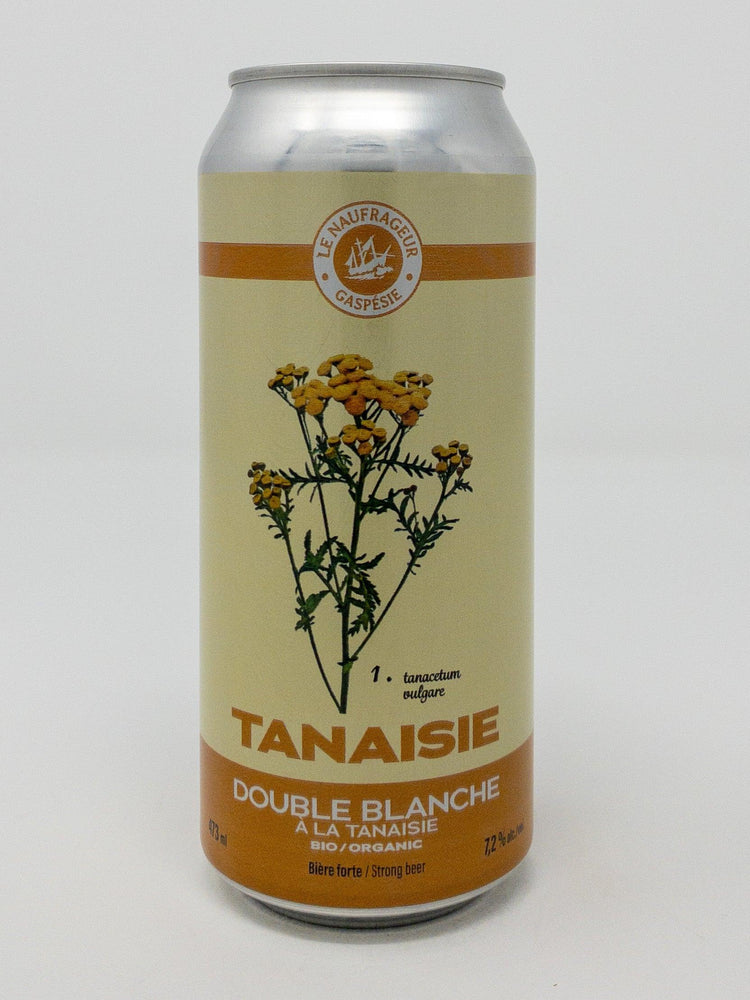 LE NAUFRAGEUR
GASPÉSIE
1. tanacetum
vulgare
TANAISIE
DOUBLE BLANCHE
À LA TANAISIE
BIO/ORGANIC
473 ml
7,2 % alc./vol.
Bière forte / Strong beer